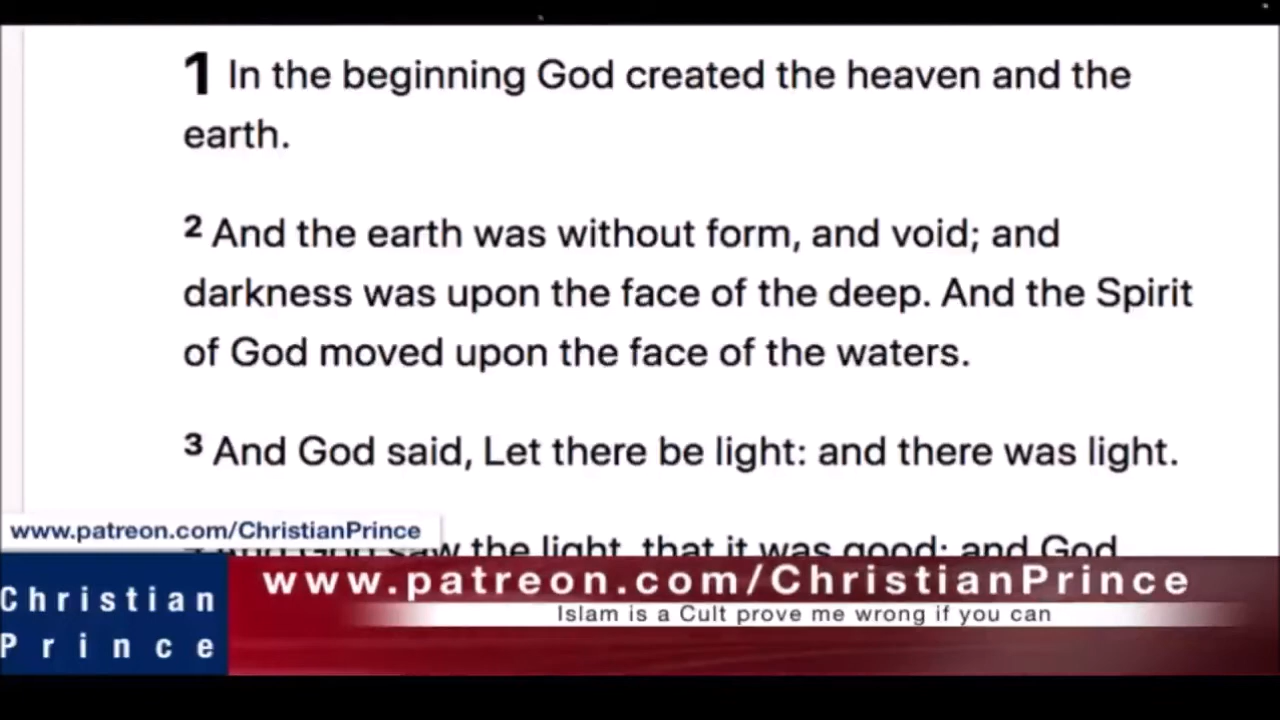 1 In the beginning God created the heaven and the
earth.
2 And the earth was without form, and void; and
darkness was upon the face of the deep. And the Spirit
of God moved upon the face of the waters.
3 And God said, Let there be light: and there was light.
www.patreon.com/ChristianPrince
And God saw the light, that it was good: and God
Christian
Prince
www.patreon.com/ChristianPrince
Islam is a Cult prove me wrong if you can